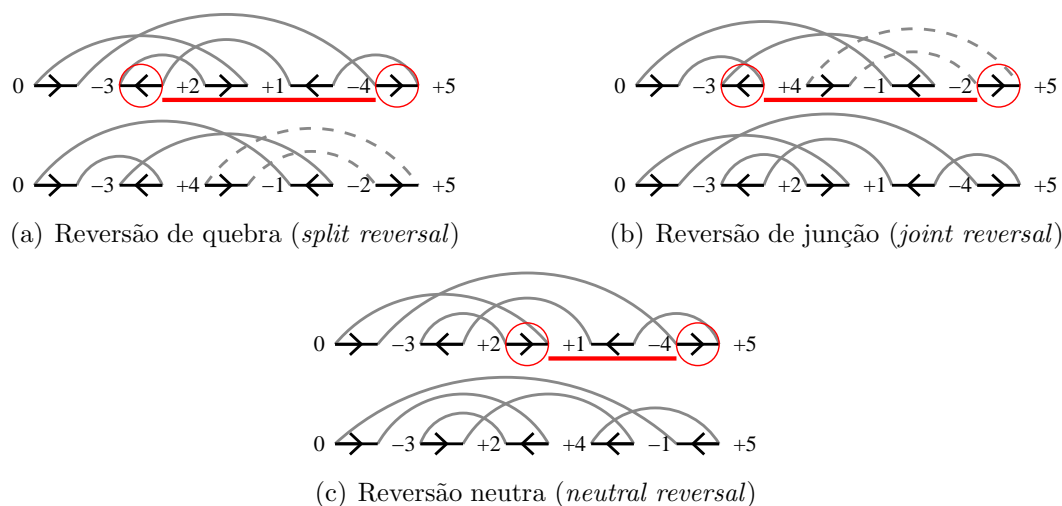 0 −3 +2 +1 −4 +5
0 −3 +4 −1 −2 +5
(a) Reversão de quebra (split reversal)
0 −3 +4 −1 −2 +5
0 −3 +2 +1 −4 +5
(b) Reversão de junção (joint reversal)
0 −3 +2 +1 −4 +5
0 −3 +2 +4 −1 +5
(c) Reversão neutra (neutral reversal)